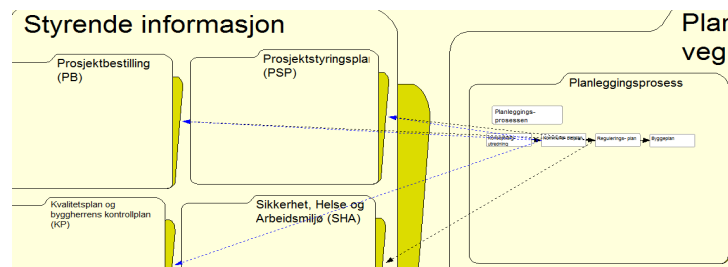 Styrende informasjon
Plan
veg
Prosjektbestilling
(PB)
Prosjektstyringsplan
(PSP)
Planleggingsprosess
Planleggings-
prosessen
utredning
Regulerings- plan
Byggeplan
Kvalitetsplan og
byggherrens kontrollplan
(KP)
Sikkerhet, Helse og
Arbeidsmiljø (SHA)